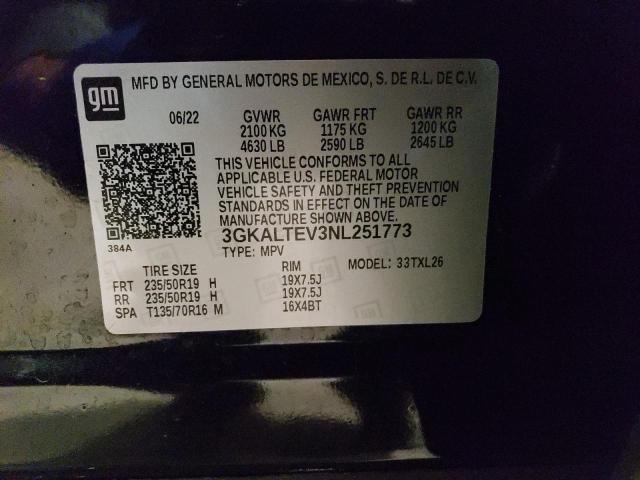 gm
MFD BY GENERAL MOTORS DE MEXICO, S. DE R.L. DE C.V.
06/22 GVWR GAWR FRT GAWR RR
2100 KG 1175 KG 1200 KG
4630 LB 2590 LB 2645 LB
THIS VEHICLE CONFORMS TO ALL
APPLICABLE U.S. FEDERAL MOTOR
VEHICLE SAFETY AND THEFT PREVENTION
STANDARDS IN EFFECT ON THE DATE OF
MANUFACTURE SHOWN ABOVE.
384A
3GKALTEV3NL251773
TYPE: MPV
TIRE SIZE RIM MODEL: 33TXL26
FRT 235/50R19 H 19X7.5J
RR 235/50R19 H 19X7.5J
SPA T135/70R16 M 16X4BT